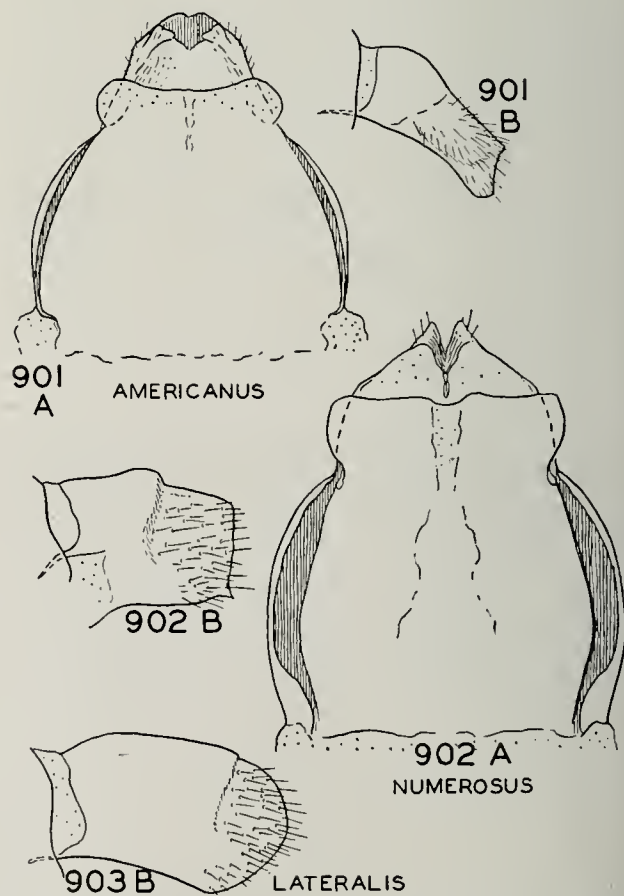 901
B
901
A
AMERICANUS
902 B
902 A
NUMEROSUS
903 B
LATERALIS